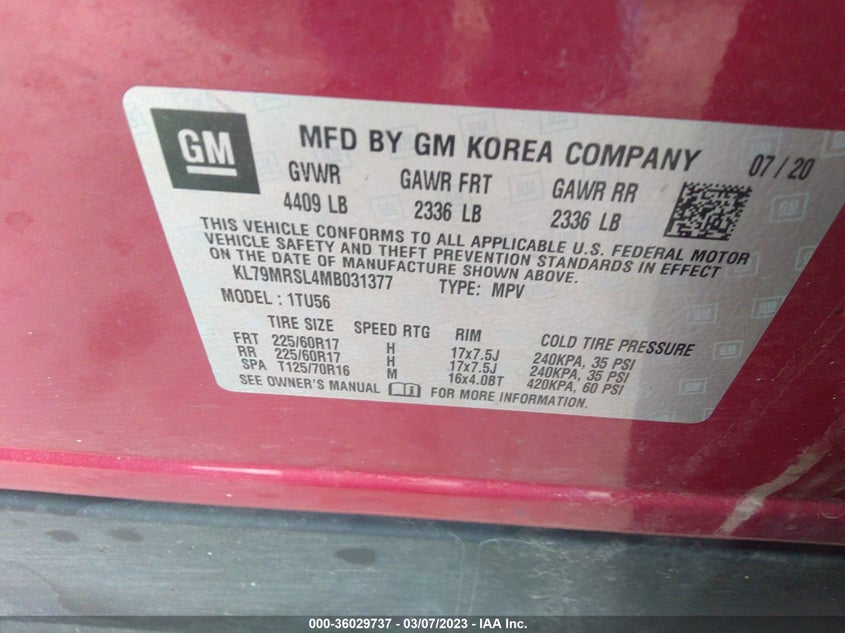 GM
MFD BY GM KOREA COMPANY 07/20
GVWR GAWR FRT GAWR RR
4409 LB 2336 LB 2336 LB
THIS VEHICLE CONFORMS TO ALL APPLICABLE U.S. FEDERAL MOTOR
VEHICLE SAFETY AND THEFT PREVENTION STANDARDS IN EFFECT
ON THE DATE OF MANUFACTURE SHOWN ABOVE.
KL79MRSL4MB031377 TYPE: MPV
MODEL : 1TU56
TIRE SIZE SPEED RTG RIM COLD TIRE PRESSURE
FRT 225/60R17 H 17x7.5J 240KPA, 35 PSI
RR 225/60R17 H 17x7.5J 240KPA, 35 PSI
SPA T125/70R16 M 16x4.0BT 420KPA, 60 PSI
SEE OWNER'S MANUAL FOR MORE INFORMATION.
000-36029737 - 03/07/2023 - IAA Inc.